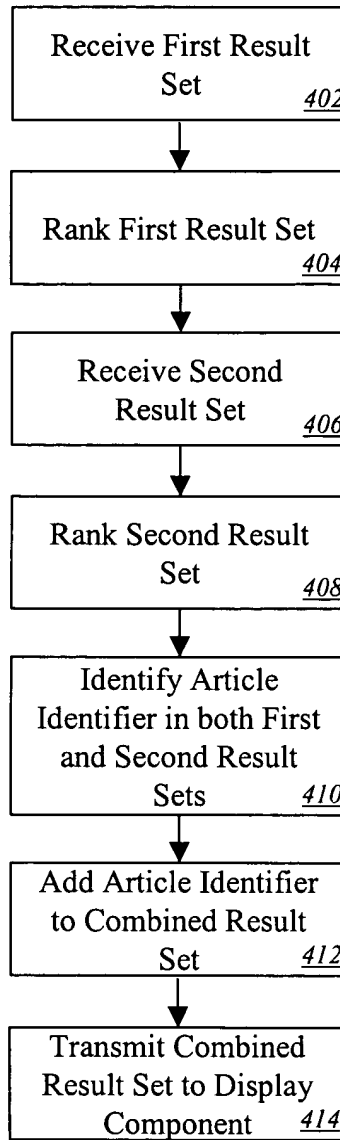 Receive First Result
Set
402
Rank First Result Set
404
Receive Second
Result Set
406
Rank Second Result
Set
408
Identify Article
Identifier in both First
and Second Result
Sets
410
Add Article Identifier
to Combined Result
Set
412
Transmit Combined
Result Set to Display
Component
414